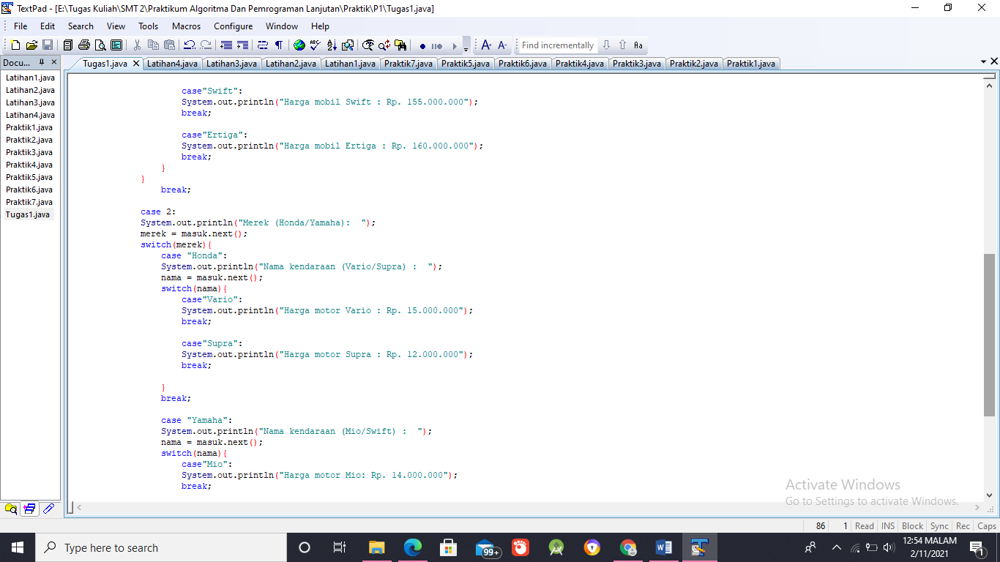 TextPad - [E:\Tugas Kuliah\SMT 2\Praktikum Algoritma Dan Pemrograman Lanjutan\Praktik\P1\Tugas1.java]
File Edit Search View Tools Macros Configure Window Help
Find incrementally
Docu...
Tugas1.java Latihan4.java Latihan3.java Latihan2.java Latihan1.java Praktik7.java Praktik5.java Praktik6.java Praktik4.java Praktik3.java Praktik2.java Praktik1.java
Latihan1.java
Latihan2.java
Latihan3.java
Latihan4.java
Praktik1.java
Praktik2.java
Praktik3.java
Praktik4.java
Praktik5.java
Praktik6.java
Praktik7.java
Tugas1.java
case"Swift":
System.out.println("Harga mobil Swift : Rp. 155.000.000");
break;
case"Ertiga":
System.out.println("Harga mobil Ertiga : Rp. 160.000.000");
break;
}
}
break;
case 2:
System.out.println("Merek (Honda/Yamaha):  ");
merek = masuk.next();
switch(merek){
case "Honda":
System.out.println("Nama kendaraan (Vario/Supra) :  ");
nama = masuk.next();
switch(nama){
case"Vario":
System.out.println("Harga motor Vario : Rp. 15.000.000");
break;
case"Supra":
System.out.println("Harga motor Supra : Rp. 12.000.000");
break;
}
break;
case "Yamaha":
System.out.println("Nama kendaraan (Mio/Swift) :  ");
nama = masuk.next();
switch(nama){
case"Mio":
System.out.println("Harga motor Mio: Rp. 14.000.000");
break;
Activate Windows
Go to Settings to activate Windows.
86 1 Read INS Block Sync Rec Caps
Type here to search
99+
12:54 MALAM
2/11/2021
1